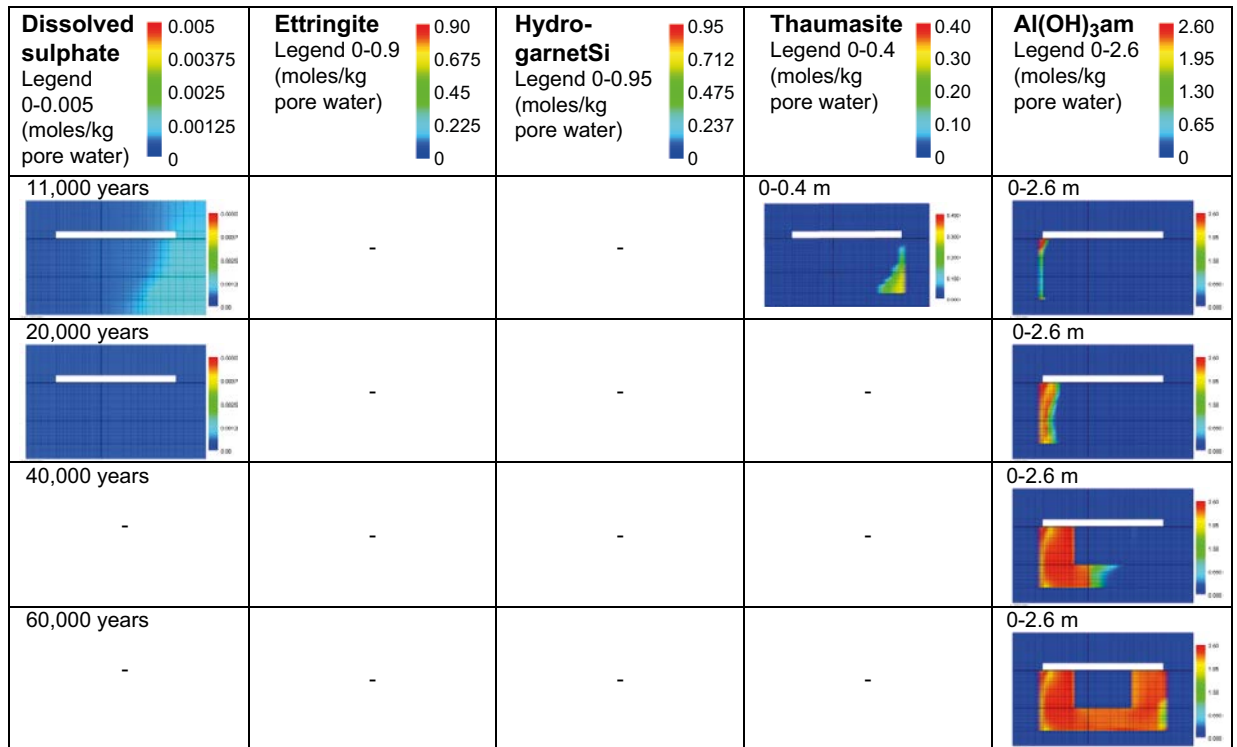 Dissolved
sulphate
Legend
0-0.005
(moles/kg
pore water)
0.005
0.00375
0.0025
0.00125
0
Ettringite
Legend 0-0.9
(moles/kg
pore water)
0.90
0.675
0.45
0.225
0
Hydro-
garnetSi
Legend 0-0.95
(moles/kg
pore water)
0.95
0.712
0.475
0.237
0
Thaumasite
Legend 0-0.4
(moles/kg
pore water)
0.40
0.30
0.20
0.10
0
Al(OH)₃am
Legend 0-2.6
(moles/kg
pore water)
2.60
1.95
1.30
0.65
0
11,000 years
-
-
0-0.4 m
0-2.6 m
20,000 years
-
-
-
0-2.6 m
40,000 years
-
-
-
-
0-2.6 m
60,000 years
-
-
-
-
0-2.6 m